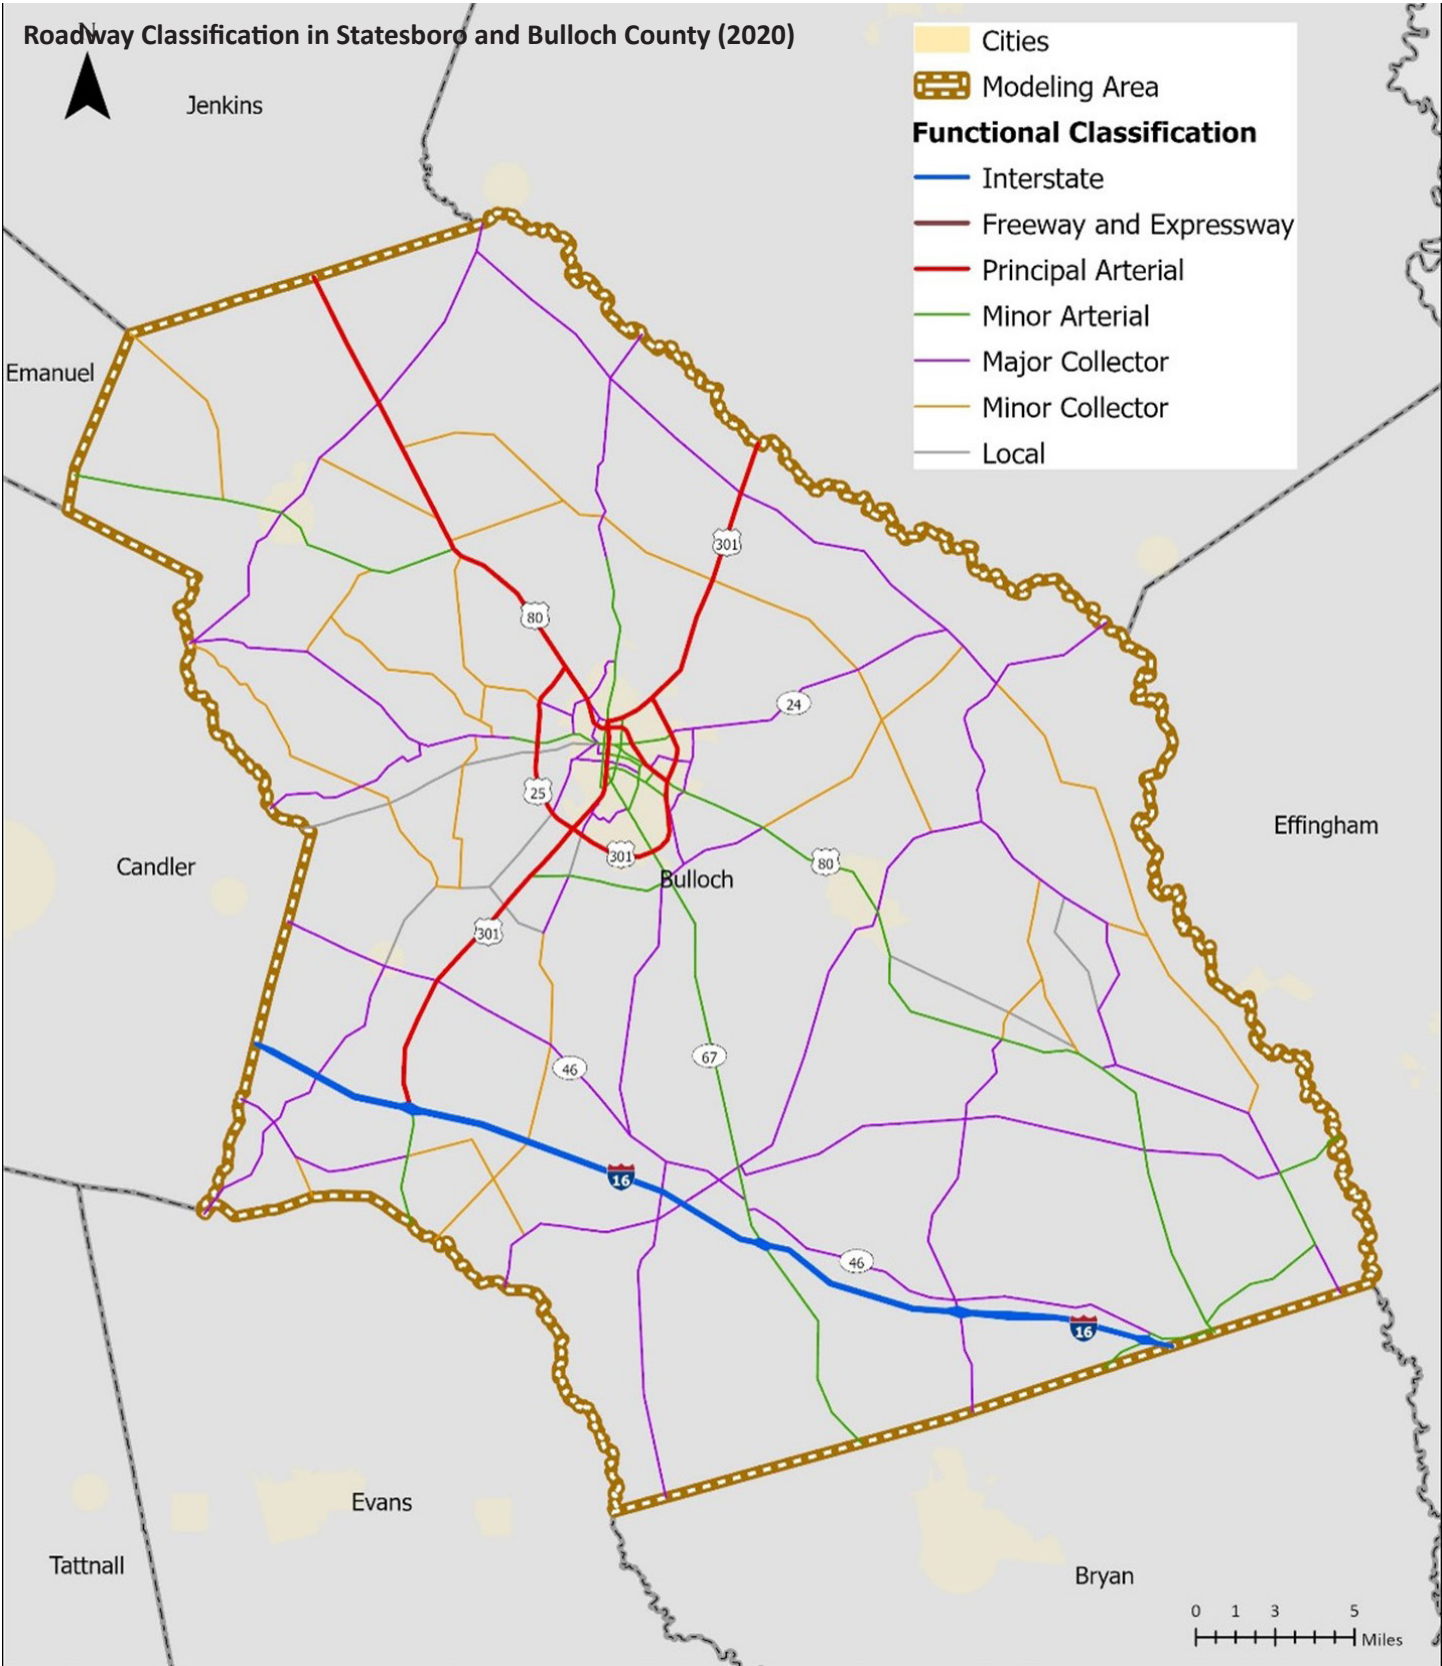 Roadway Classification in Statesboro and Bulloch County (2020)
N
Cities
Modeling Area
Functional Classification
Interstate
Freeway and Expressway
Principal Arterial
Minor Arterial
Major Collector
Minor Collector
Local
Jenkins
Emanuel
301
80
24
25
Effingham
Candler
301
80
Bulloch
301
67
46
16
46
16
Evans
Tattnall
Bryan
0 1 3 5
Miles